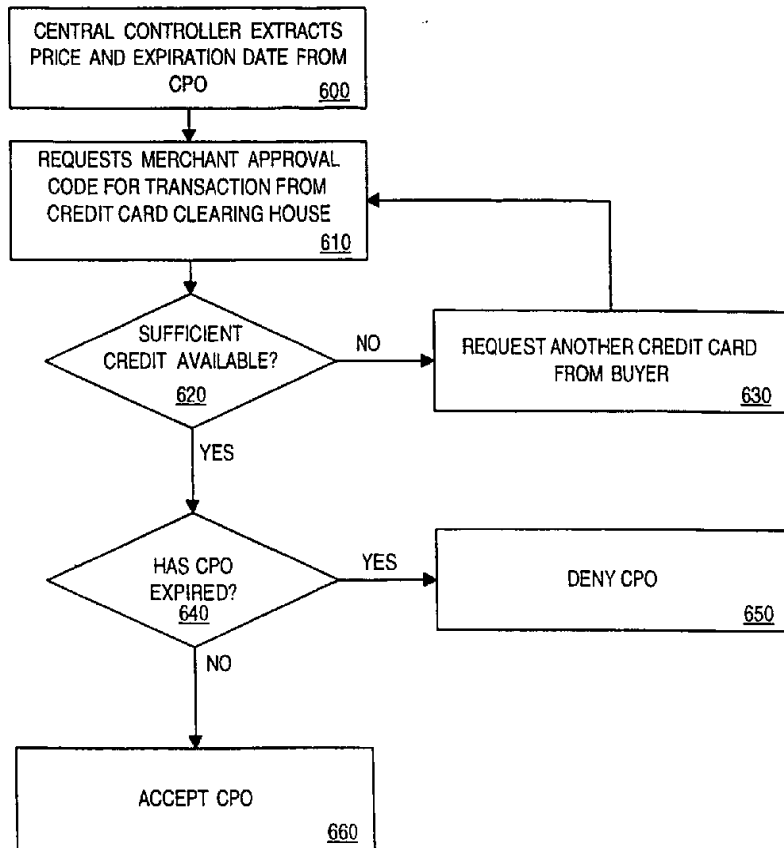 CENTRAL CONTROLLER EXTRACTS
PRICE AND EXPIRATION DATE FROM
CPO
600
REQUESTS MERCHANT APPROVAL
CODE FOR TRANSACTION FROM
CREDIT CARD CLEARING HOUSE
610
SUFFICIENT
CREDIT AVAILABLE?
620
NO
REQUEST ANOTHER CREDIT CARD
FROM BUYER
630
YES
HAS CPO
EXPIRED?
640
YES
DENY CPO
650
NO
ACCEPT CPO
660